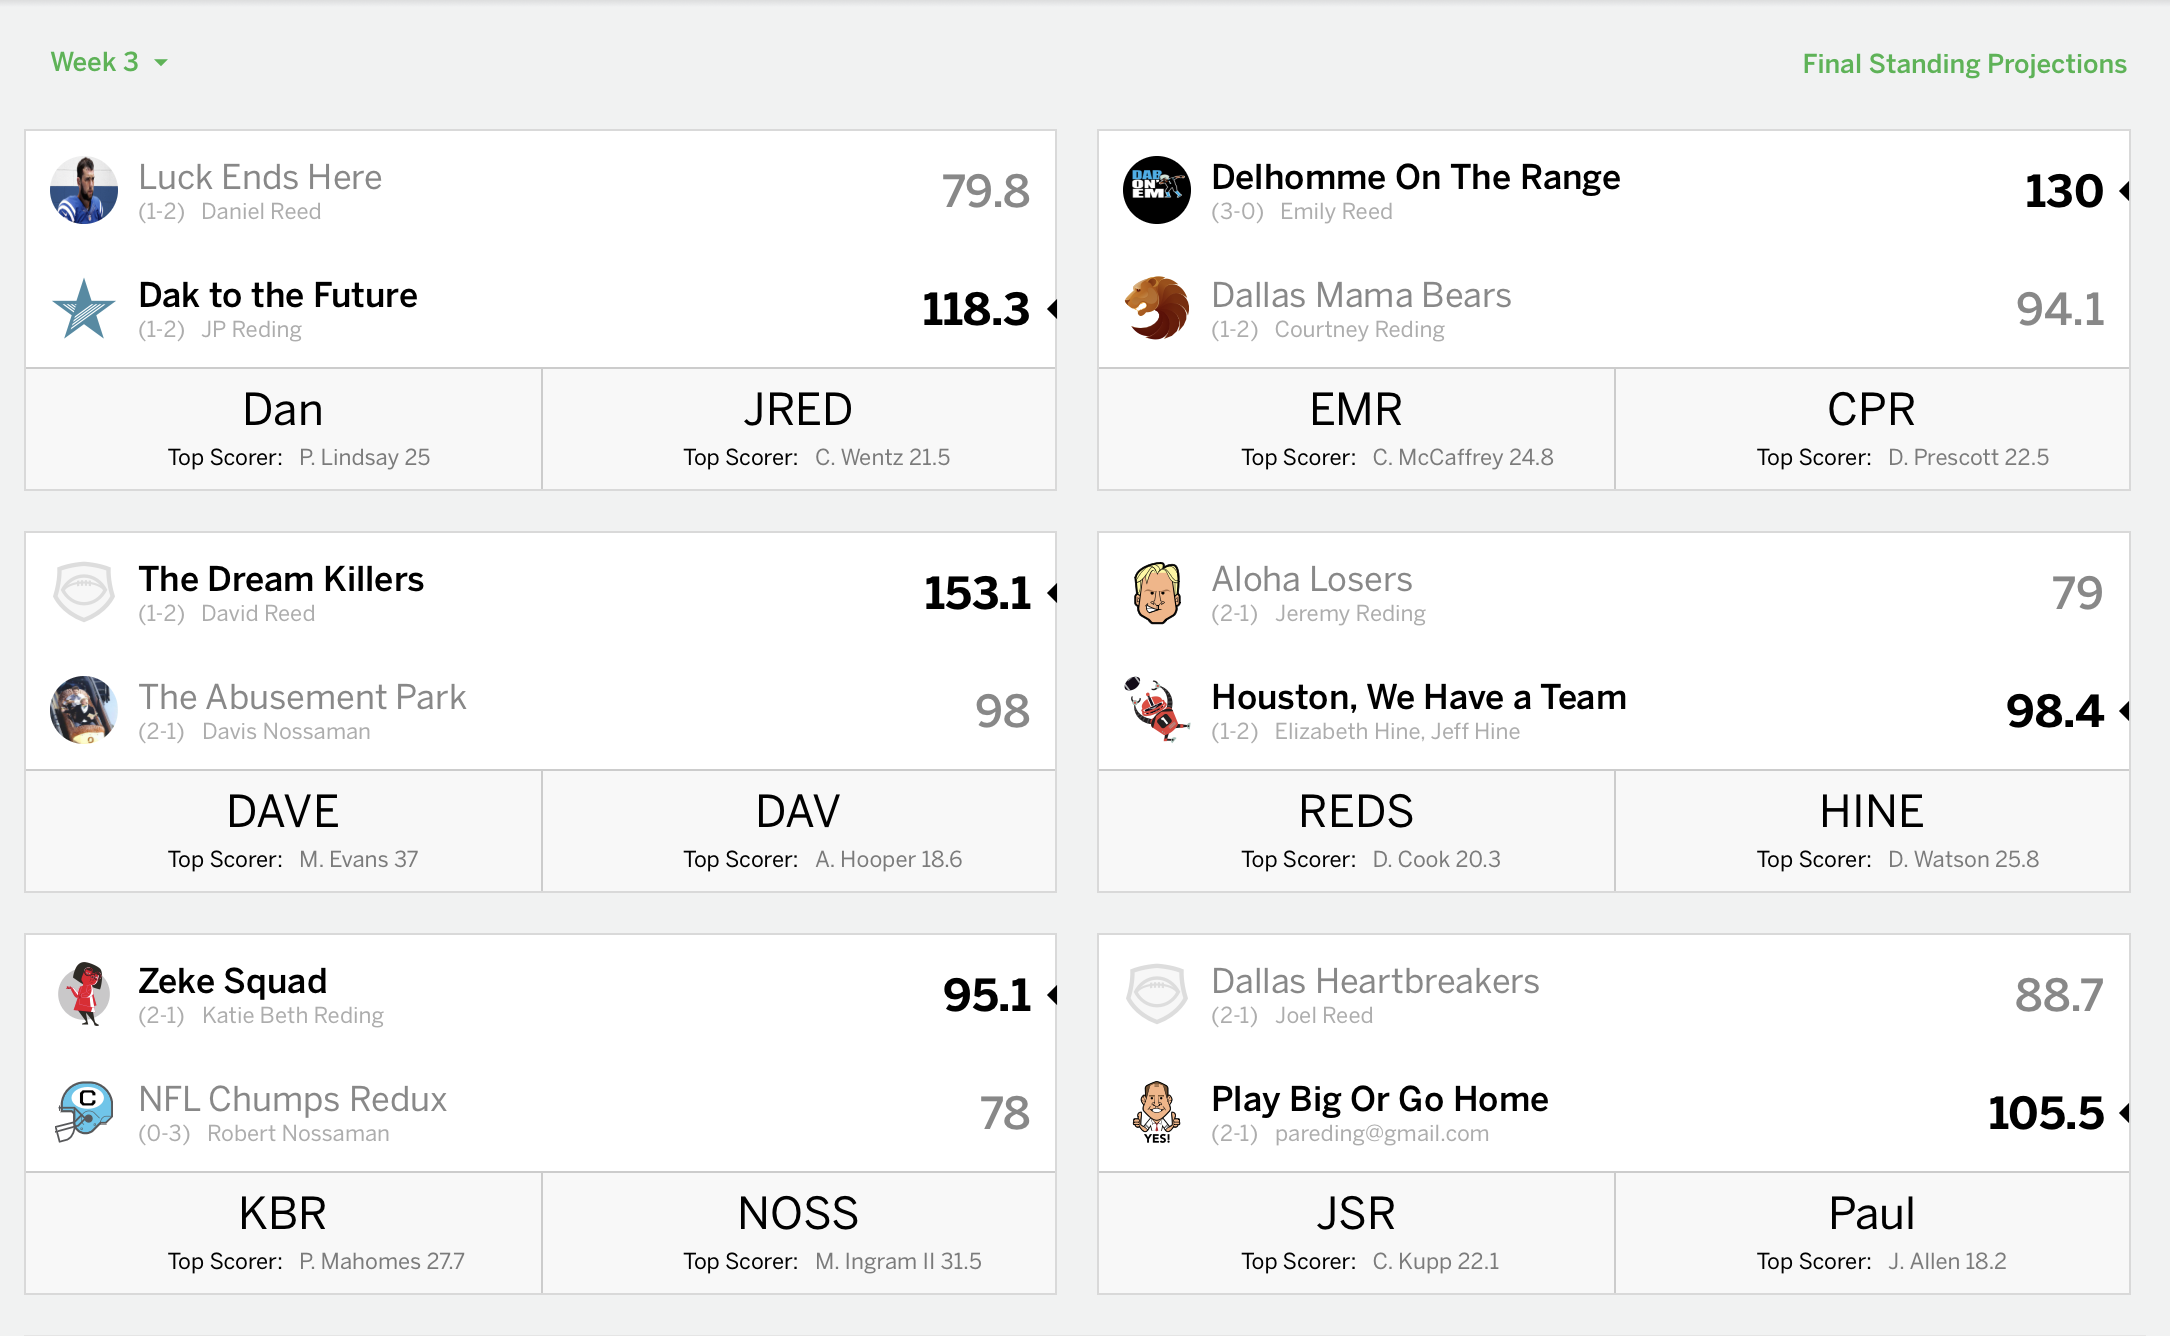 Week 3
Final Standing Projections
Luck Ends Here
(1-2) Daniel Reed
79.8
Dak to the Future
(1-2) JP Reding
118.3
Dan
Top Scorer: P. Lindsay 25
JRED
Top Scorer: C. Wentz 21.5
DAB
ON
EM
Delhomme On The Range
(3-0) Emily Reed
130
Dallas Mama Bears
(1-2) Courtney Reding
94.1
EMR
Top Scorer: C. McCaffrey 24.8
CPR
Top Scorer: D. Prescott 22.5
The Dream Killers
(1-2) David Reed
153.1
The Abusement Park
(2-1) Davis Nossaman
98
DAVE
Top Scorer: M. Evans 37
DAV
Top Scorer: A. Hooper 18.6
Aloha Losers
(2-1) Jeremy Reding
79
Houston, We Have a Team
(1-2) Elizabeth Hine, Jeff Hine
98.4
REDS
Top Scorer: D. Cook 20.3
HINE
Top Scorer: D. Watson 25.8
Zeke Squad
(2-1) Katie Beth Reding
95.1
C
NFL Chumps Redux
(0-3) Robert Nossaman
78
KBR
Top Scorer: P. Mahomes 27.7
NOSS
Top Scorer: M. Ingram II 31.5
Dallas Heartbreakers
(2-1) Joel Reed
88.7
YES!
Play Big Or Go Home
(2-1) pareding@gmail.com
105.5
JSR
Top Scorer: C. Kupp 22.1
Paul
Top Scorer: J. Allen 18.2